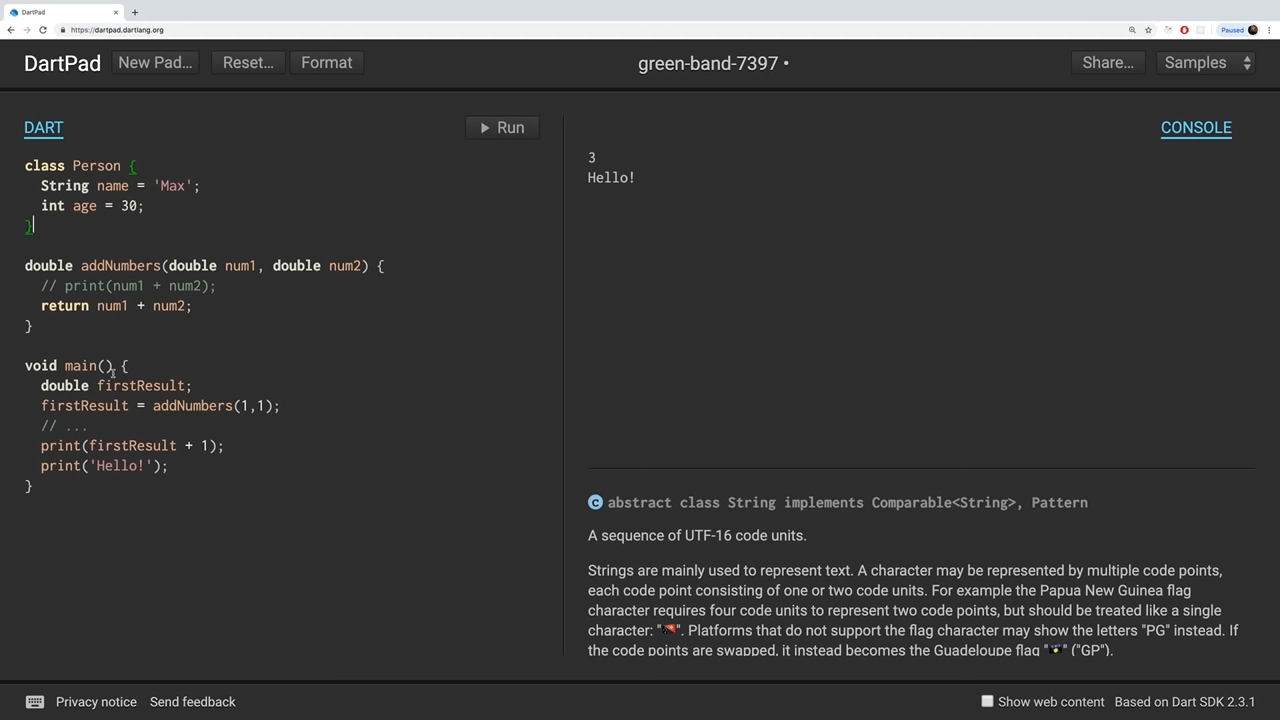 DartPad
https://dartpad.dartlang.org
Paused
DartPad
New Pad...
Reset...
Format
green-band-7397 •
Share...
Samples
DART
Run
class Person {
  String name = 'Max';
  int age = 30;
}
double addNumbers(double num1, double num2) {
  // print(num1 + num2);
  return num1 + num2;
}
void main() {
  double firstResult;
  firstResult = addNumbers(1,1);
  // ...
  print(firstResult + 1);
  print('Hello!');
}
CONSOLE
3
Hello!
C abstract class String implements Comparable<String>, Pattern
A sequence of UTF-16 code units.
Strings are mainly used to represent text. A character may be represented by multiple code points,
each code point consisting of one or two code units. For example the Papua New Guinea flag
character requires four code units to represent two code points, but should be treated like a single
character: "🇵🇬". Platforms that do not support the flag character may show the letters "PG" instead. If
the code points are swapped, it instead becomes the Guadeloupe flag "🇬🇵" ("GP").
Privacy notice
Send feedback
Show web content
Based on Dart SDK 2.3.1